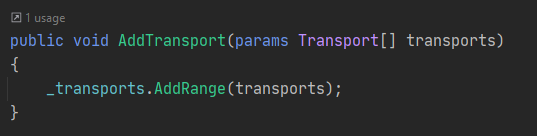 1 usage
public void AddTransport(params Transport[] transports)
{
    _transports.AddRange(transports);
}